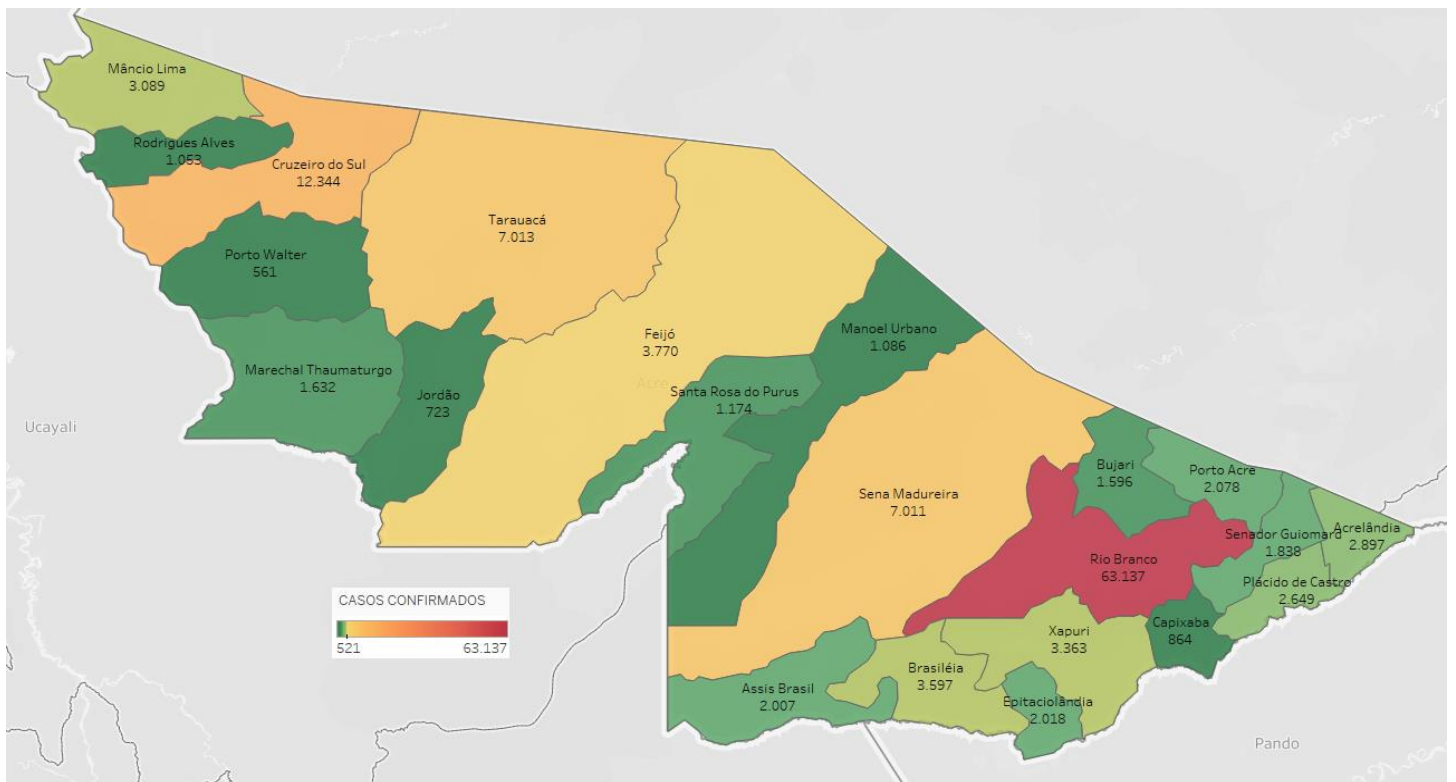 Mâncio Lima
3.089
Rodrigues Alves
1.053
Cruzeiro do Sul
12.344
Tarauacá
7.013
Porto Walter
561
Marechal Thaumaturgo
1.632
Jordão
723
Feijó
3.770
Acre
Manoel Urbano
1.086
Santa Rosa do Purus
1.174
Ucayali
Sena Madureira
7.011
Bujari
1.596
Porto Acre
2.078
Senador Guiomard
1.838
Acrelândia
2.897
Rio Branco
63.137
Plácido de Castro
2.649
Capixaba
864
Xapuri
3.363
Brasiléia
3.597
Assis Brasil
2.007
Epitaciolândia
2.018
Pando
CASOS CONFIRMADOS
521 63.137